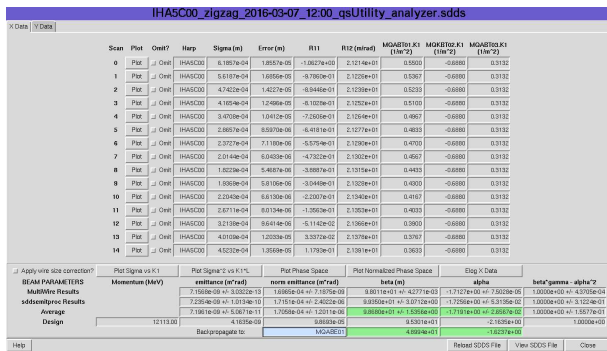 IHA5C00_zigzag_2016-03-07_12:00_qsUtility_analyzer.sdds
X Data Y Data
Scan Plot Omit? Harp Sigma (m) Error (m) R11 R12 (m/rad) MQABT01.K1 (1/m^2) MQKBT02.K1 (1/m^2) MQABT03.K1 (1/m^2)
0 Plot Omit IHA5C00 6.1857e-04 1.8557e-05 -1.0627e+00 2.1214e+01 0.5500 -0.6880 0.3132
1 Plot Omit IHA5C00 5.6187e-04 1.6856e-05 -8.7860e-01 2.1226e+01 0.5367 -0.6880 0.3132
2 Plot Omit IHA5C00 4.7422e-04 1.4227e-05 2.1239e+01 0.5233 -0.6880 0.3132
3 Plot Omit IHA5C00 4.1654e-04 1.2496e-05 -8.1028e-01 2.1252e+01 0.5100 -0.6880 0.3132
4 Plot Omit IHA5C00 3.4708e-04 1.0412e-05 -7.2606e-01 2.1264e+01 0.4967 -0.6880 0.3132
5 Plot Omit IHA5C00 2.8657e-04 8.5970e-06 -6.4181e-01 2.1277e+01 0.4833 -0.6880 0.3132
6 Plot Omit IHA5C00 2.3727e-04 7.1180e-06 -5.5754e-01 2.1290e+01 0.4700 -0.6880 0.3132
7 Plot Omit IHA5C00 2.0144e-04 6.0433e-06 -4.7322e-01 2.1302e+01 0.4567 -0.6880 0.3132
8 Plot Omit IHA5C00 1.8229e-04 5.4687e-06 -3.8887e-01 2.1315e+01 0.4433 -0.6880 0.3132
9 Plot Omit IHA5C00 1.9368e-04 5.8106e-06 -3.0448e-01 2.1328e+01 0.4300 -0.6880 0.3132
10 Plot Omit IHA5C00 2.2043e-04 6.6130e-06 -2.2007e-01 2.1340e+01 0.4167 -0.6880 0.3132
11 Plot Omit IHA5C00 2.6711e-04 8.0134e-06 -1.3563e-01 2.1353e+01 0.4033 -0.6880 0.3132
12 Plot Omit IHA5C00 3.2138e-04 9.6414e-06 -5.1142e-02 2.1366e+01 0.3900 -0.6880 0.3132
13 Plot Omit IHA5C00 4.0109e-04 1.2033e-05 3.3372e-02 2.1378e+01 0.3767 -0.6880 0.3132
14 Plot Omit IHA5C00 4.5232e-04 1.3569e-05 1.1793e-01 2.1391e+01 0.3633 -0.6880 0.3132
Apply wire size correction? Plot Sigma vs K1 Plot Sigma^2 vs K1*L Plot Phase Space Plot Normalized Phase Space Elog X Data
BEAM PARAMETERS Momentum (MeV) emittance (m*rad) norm emittance (m*rad) beta (m) alpha beta*gamma - alpha^2
MultiWire Results 7.1568e-09 +/- 3.0322e-13 1.6965e-04 +/- 7.1875e-09 9.8011e+01 +/- 4.2771e-03 -1.7127e+00 +/- 7.5028e-05 1.0000e+00 +/- 4.3705e-04
sddsemitproc Results 7.2354e-09 +/- 1.0134e-10 1.7151e-04 +/- 2.4022e-06 9.9350e+01 +/- 3.0712e+00 -1.7256e+00 +/- 5.3135e-02 1.0000e+00 +/- 3.1224e-01
Average 7.1961e-09 +/- 5.0671e-11 1.7058e-04 +/- 1.2011e-06 9.8680e+01 +/- 1.5356e+00 -1.7191e+00 +/- 2.6567e-02 1.0000e+00 +/- 1.5577e-01
Design 12113.00 4.1635e-09 9.8693e-05 9.5301e+01 -2.1635e+00 1.0000e+00
Backpropagate to: MQABE01 4.6994e+01 -1.6237e+00
Help Reload SDDS File View SDDS File Close